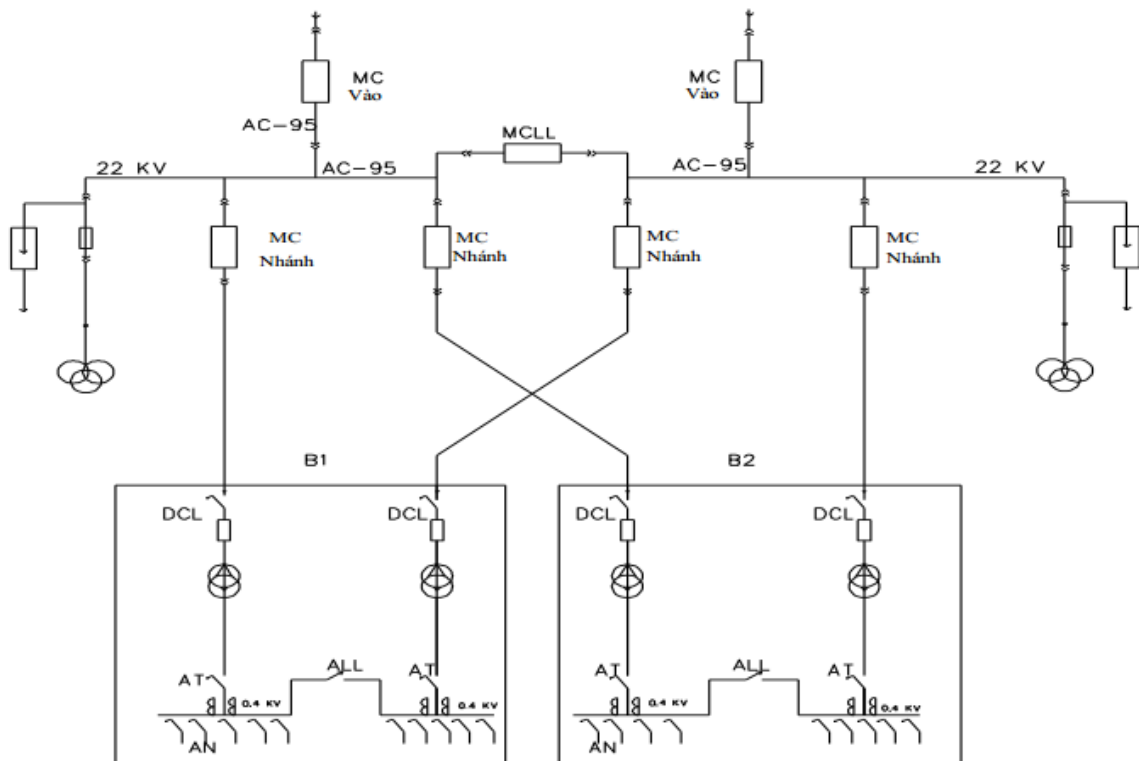 MC
Vào
MC
Vào
AC-95
MCLL
22 KV
AC-95
AC-95
22 KV
MC
Nhánh
MC
Nhánh
MC
Nhánh
MC
Nhánh
B1
B2
DCL
DCL
DCL
DCL
AT
ALL
AT
AT
ALL
AT
0.4 KV
0.4 KV
0.4 KV
0.4 KV
AN
AN